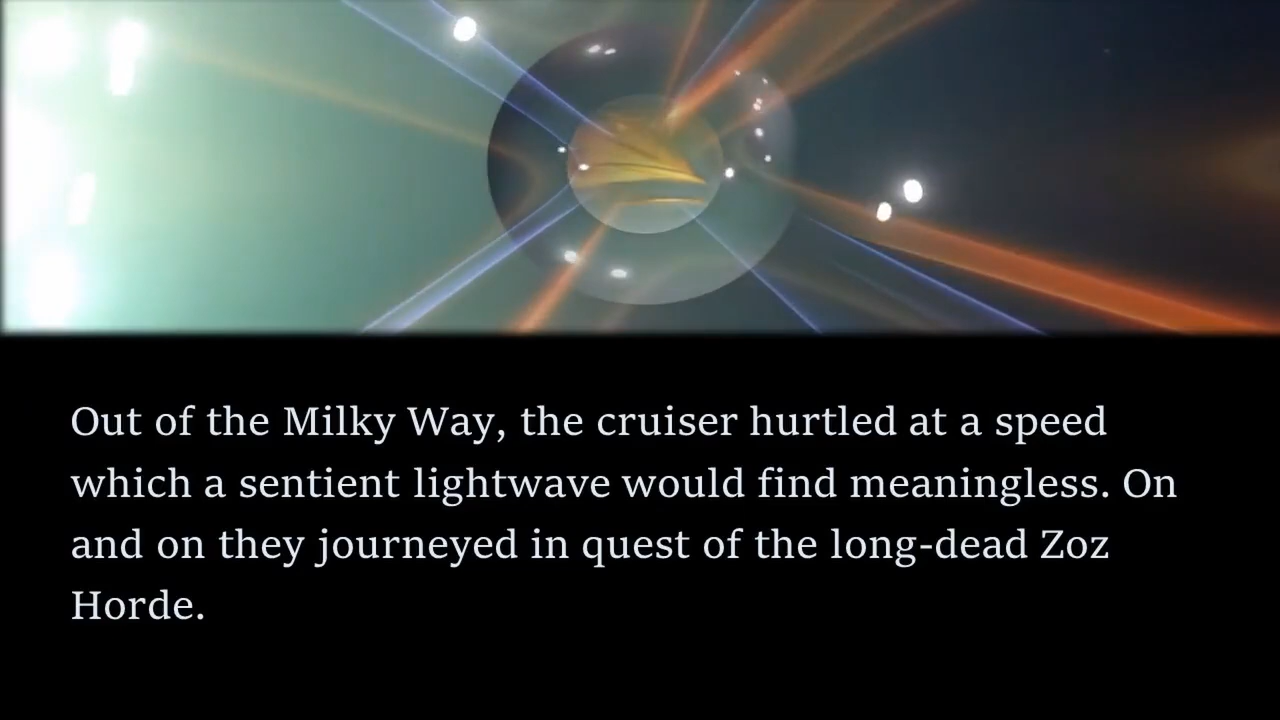 Out of the Milky Way, the cruiser hurtled at a speed
which a sentient lightwave would find meaningless. On
and on they journeyed in quest of the long-dead Zoz
Horde.